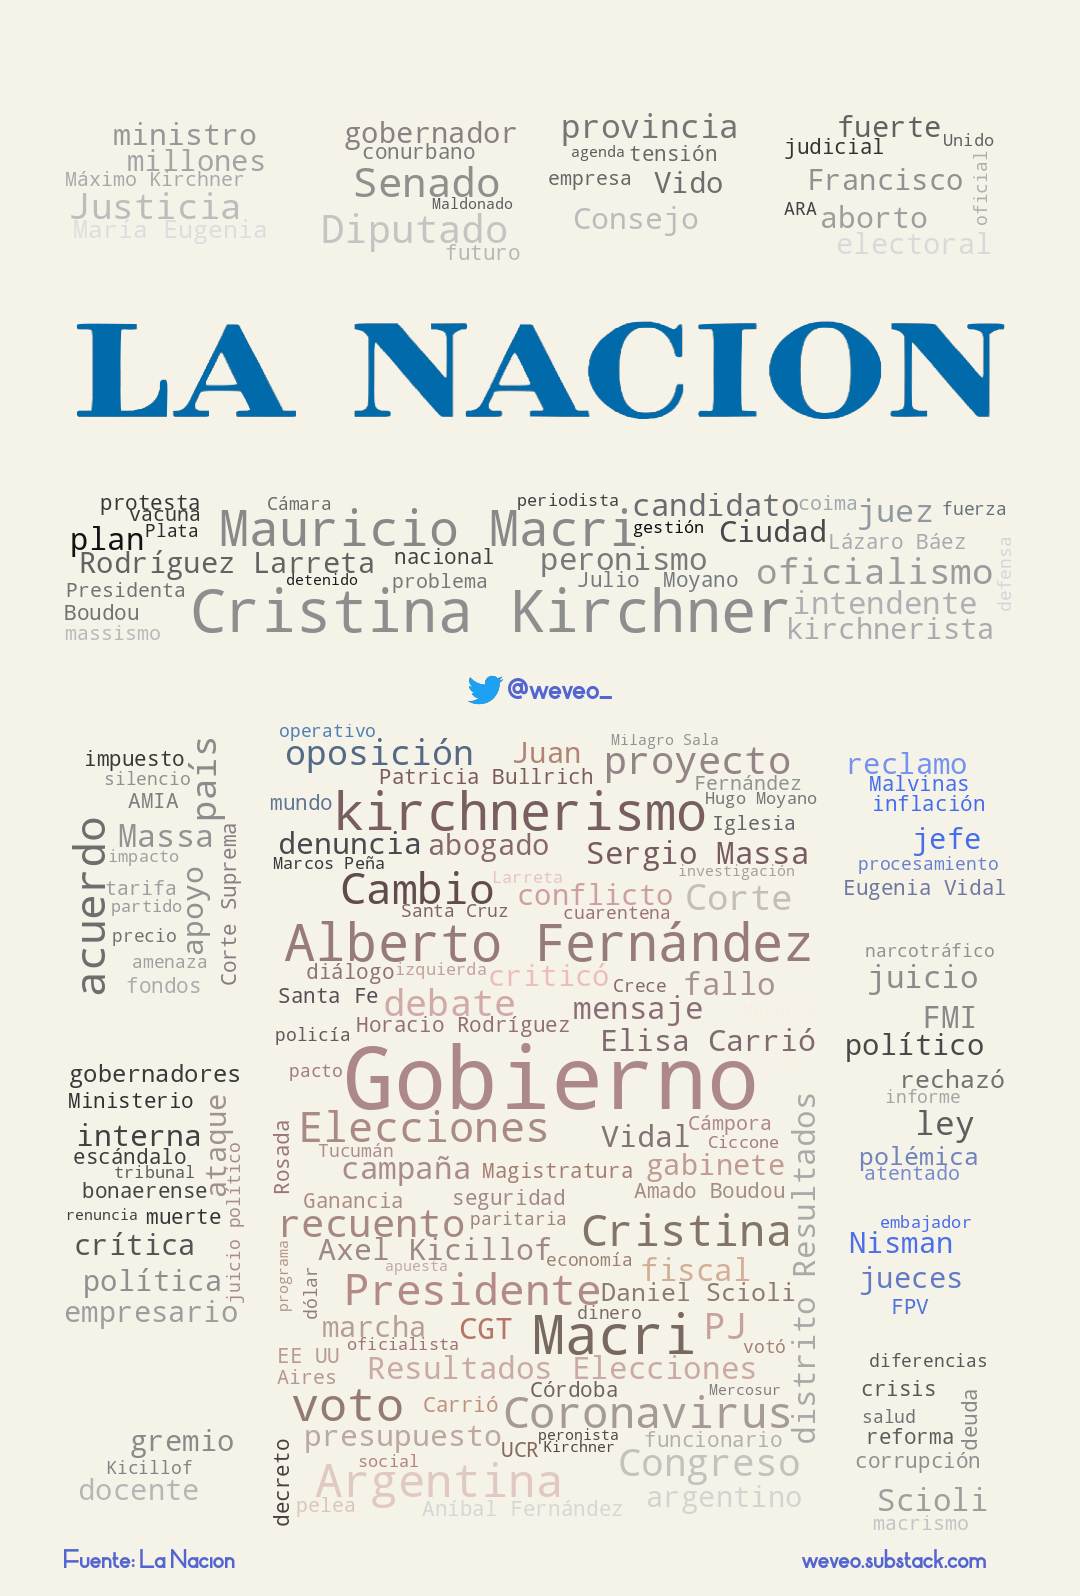 ministro
millones
Máximo Kirchner
Justicia
María Eugenia
gobernador
conurbano
Senado
Maldonado
Diputado
futuro
provincia
agenda tensión
empresa Vido
Consejo
fuerte
judicial
Unido
Francisco
oficial
ARA aborto
electoral
LA NACION
protesta
vacuna
Plata
plan
Cámara
Mauricio Macri
periodista
candidato
coima
juez
fuerza
gestión
Ciudad
Lázaro Báez
Rodríguez Larreta
nacional
peronismo
detenido
problema
Julio Moyano
oficialismo
defensa
Presidenta
Boudou
massismo
Cristina Kirchner
intendente
kirchnerista
@weveo_
impuesto
silencio
AMIA
país
Massa
acuerdo
impacto
tarifa
partido
apoyo
Corte Suprema
precio
amenaza
fondos
operativo
oposición
Juan
Milagro Sala
proyecto
Patricia Bullrich
Fernández
mundo
kirchnerismo
Hugo Moyano
Iglesia
denuncia
abogado
Sergio Massa
Marcos Peña
investigación
Cambio
Larreta
conflicto
Corte
Santa Cruz
cuarentena
Alberto Fernández
diálogo
izquierda
criticó
Crece
fallo
Santa Fe
debate
mensaje
policía
Horacio Rodríguez
Elisa Carrió
pacto
Gobierno
reclamo
Malvinas
inflación
jefe
procesamiento
Eugenia Vidal
narcotráfico
juicio
FMI
político
rechazó
informe
ley
polémica
atentado
gobernadores
Ministerio
ataque
interna
escándalo
tribunal
bonaerense
renuncia
muerte
juicio político
crítica
política
empresario
Rosada
Elecciones
Vidal
Cámpora
Ciccone
Tucumán
campaña
Magistratura
gabinete
Ganancia
seguridad
Amado Boudou
distrito Resultados
recuento
paritaria
Cristina
Axel Kicillof
economía
programa
apuesta
fiscal
dólar
Presidente
Daniel Scioli
dinero
marcha
CGT
Macri
PJ
oficialista
votó
EE UU
Aires
Resultados Elecciones
voto
Carrió
Córdoba
Mercosur
Coronavirus
presupuesto
peronista
UCR
Kirchner
funcionario
decreto
social
Congreso
Argentina
pelea
Aníbal Fernández
argentino
embajador
Nisman
jueces
FPV
diferencias
crisis
salud
deuda
reforma
corrupción
Scioli
macrismo
gremio
Kicillof
docente
Fuente: La Nacion
weveo.substack.com